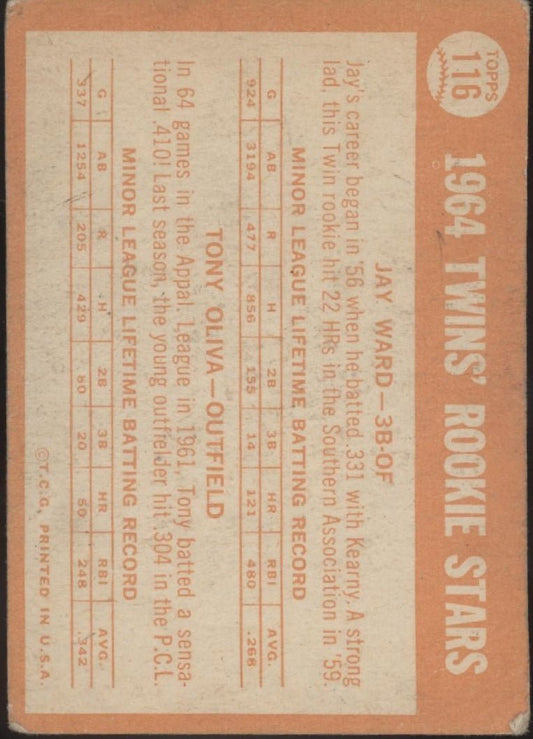 TOPPS
116
1964 TWINS' ROOKIE STARS
JAY WARD—3B-OF
Jay's career began in '56 when he batted .331 with Kearny. A strong
lad, this Twin rookie hit 22 HRs in the Southern Association in '59.
MINOR LEAGUE LIFETIME BATTING RECORD
G AB R H 2B 3B HR RBI AVG.
924 3194 477 856 155 14 121 480 .268
TONY OLIVA—OUTFIELD
In 64 games in the Appal. League in 1961, Tony batted a sensa-
tional .410! Last season, the young outfielder hit .304 in the P.C.L.
MINOR LEAGUE LIFETIME BATTING RECORD
G AB R H 2B 3B HR RBI AVG.
337 1254 205 429 80 20 50 248 .342
©T.C.G. PRINTED IN U.S.A.